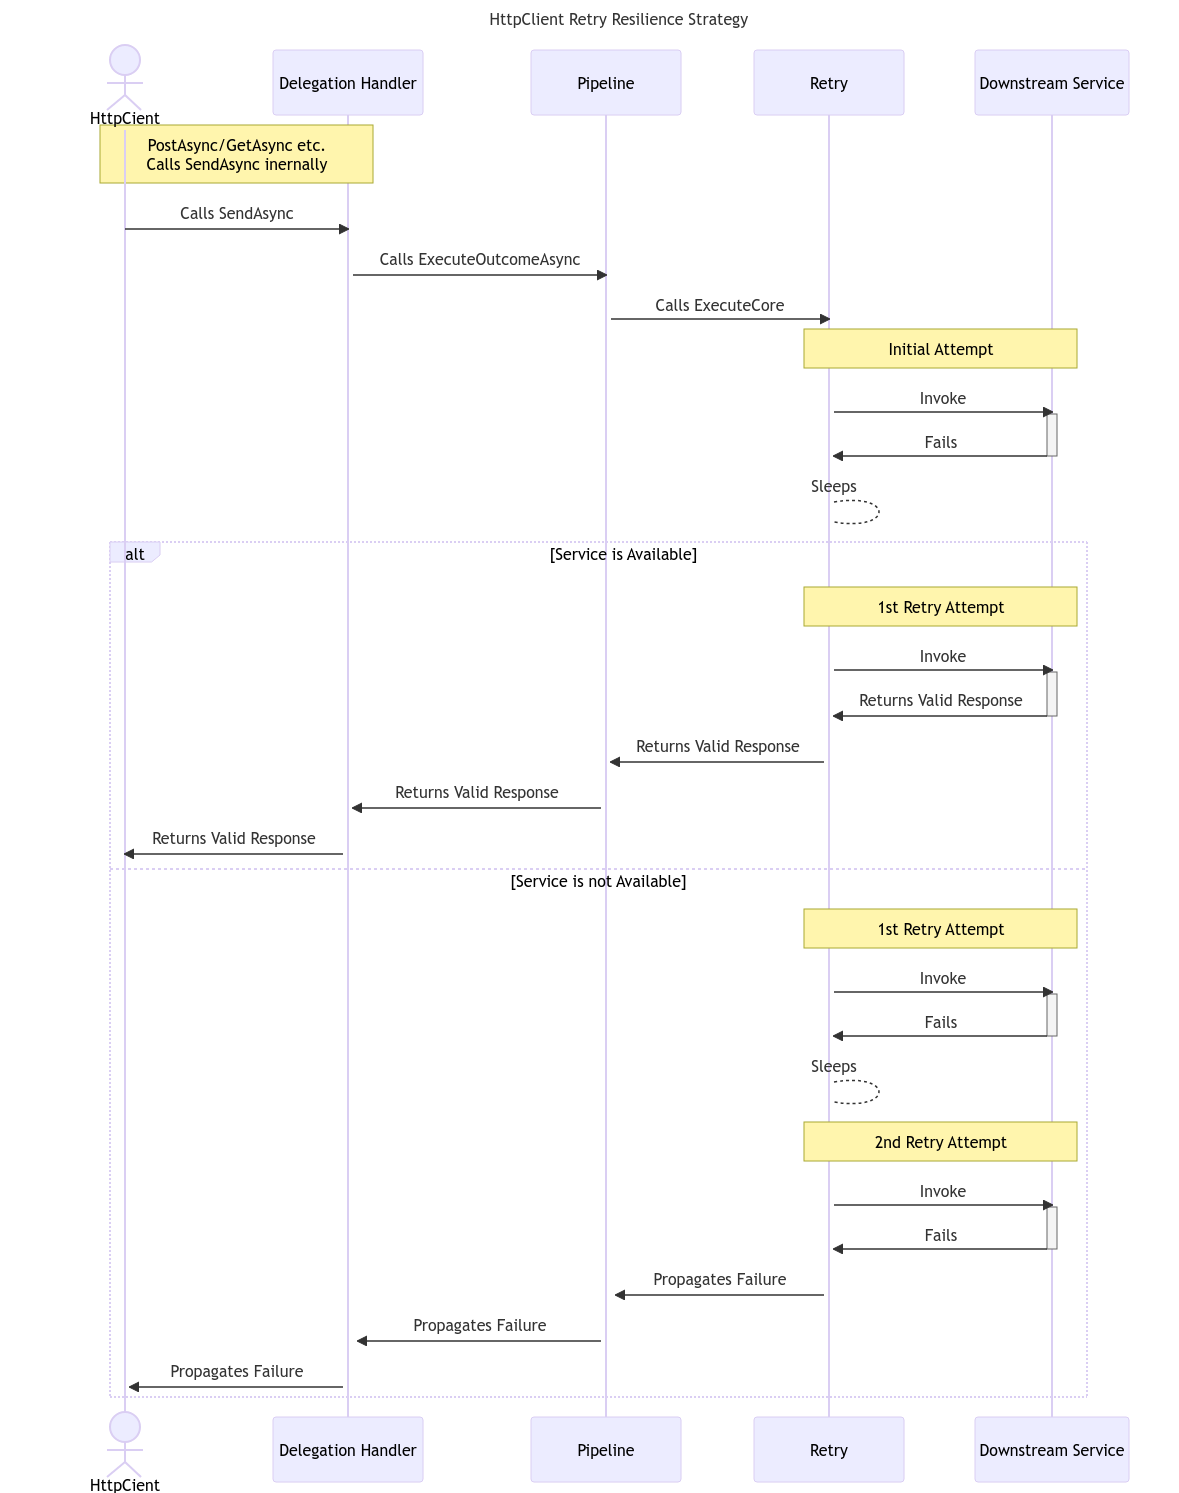 HttpClient Retry Resilience Strategy
HttpCient
Delegation Handler
Pipeline
Retry
Downstream Service
PostAsync/GetAsync etc.
Calls SendAsync inernally
Calls SendAsync
Calls ExecuteOutcomeAsync
Calls ExecuteCore
Initial Attempt
Invoke
Fails
Sleeps
alt
[Service is Available]
1st Retry Attempt
Invoke
Returns Valid Response
Returns Valid Response
Returns Valid Response
Returns Valid Response
[Service is not Available]
1st Retry Attempt
Invoke
Fails
Sleeps
2nd Retry Attempt
Invoke
Fails
Propagates Failure
Propagates Failure
Propagates Failure
HttpCient
Delegation Handler
Pipeline
Retry
Downstream Service